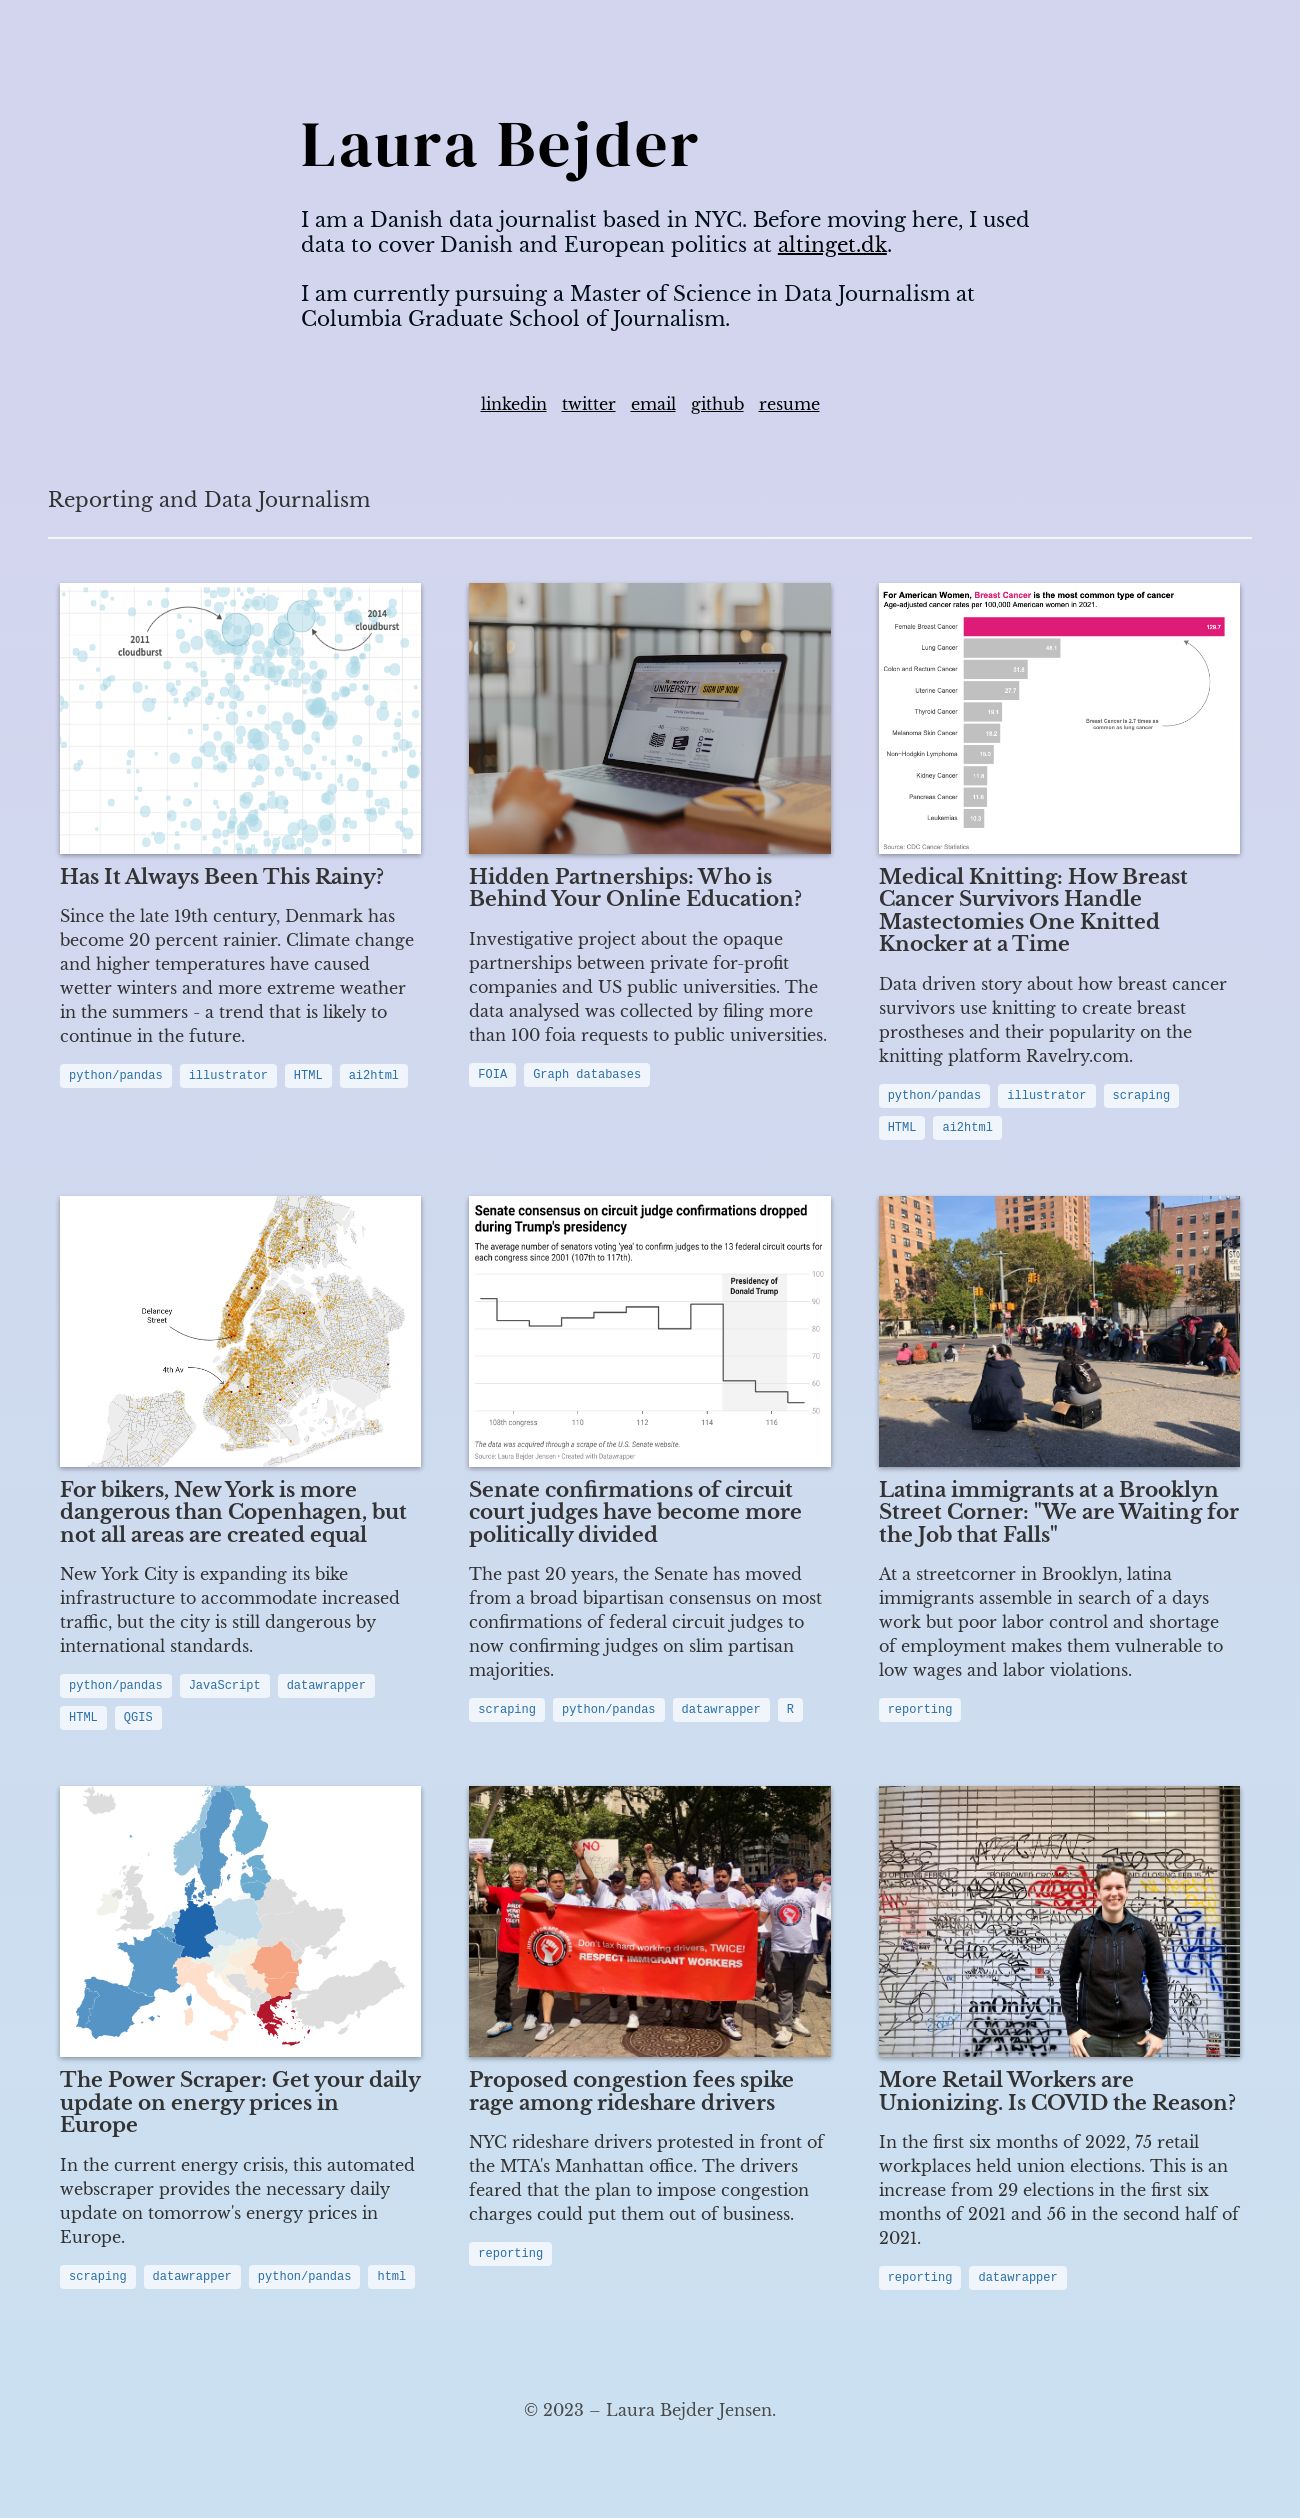 Laura Bejder
I am a Danish data journalist based in NYC. Before moving here, I used
data to cover Danish and European politics at altinget.dk.
I am currently pursuing a Master of Science in Data Journalism at
Columbia Graduate School of Journalism.
linkedin twitter email github resume
Reporting and Data Journalism
2011
cloudburst
2014
cloudburst
Has It Always Been This Rainy?
Since the late 19th century, Denmark has
become 20 percent rainier. Climate change
and higher temperatures have caused
wetter winters and more extreme weather
in the summers - a trend that is likely to
continue in the future.
python/pandas illustrator HTML ai2html
UNIVERSITY SIGN UP NOW
Hidden Partnerships: Who is
Behind Your Online Education?
Investigative project about the opaque
partnerships between private for-profit
companies and US public universities. The
data analysed was collected by filing more
than 100 foia requests to public universities.
FOIA Graph databases
For American Women, Breast Cancer is the most common type of cancer
Age-adjusted cancer rates per 100,000 American women in 2021.
Female Breast Cancer 129.7
Lung Cancer 48.1
Colon and Rectum Cancer 31.8
Uterine Cancer 27.7
Thyroid Cancer 19.1
Melanoma Skin Cancer 18.2
Non-Hodgkin Lymphoma 15.0
Kidney Cancer 11.8
Pancreas Cancer 11.6
Leukemias 10.3
Breast Cancer is 2.7 times as
common as lung cancer
Source: CDC Cancer Statistics
Medical Knitting: How Breast
Cancer Survivors Handle
Mastectomies One Knitted
Knocker at a Time
Data driven story about how breast cancer
survivors use knitting to create breast
prostheses and their popularity on the
knitting platform Ravelry.com.
python/pandas illustrator scraping
HTML ai2html
Delancey
Street
4th Av
For bikers, New York is more
dangerous than Copenhagen, but
not all areas are created equal
New York City is expanding its bike
infrastructure to accommodate increased
traffic, but the city is still dangerous by
international standards.
python/pandas JavaScript datawrapper
HTML QGIS
Senate consensus on circuit judge confirmations dropped
during Trump's presidency
The average number of senators voting 'yea' to confirm judges to the 13 federal circuit courts for
each congress since 2001 (107th to 117th).
Presidency of
Donald Trump
100
90
80
70
60
50
108th congress 110 112 114 116
The data was acquired through a scrape of the U.S. Senate website.
Source: Laura Bejder Jensen • Created with Datawrapper
Senate confirmations of circuit
court judges have become more
politically divided
The past 20 years, the Senate has moved
from a broad bipartisan consensus on most
confirmations of federal circuit judges to
now confirming judges on slim partisan
majorities.
scraping python/pandas datawrapper R
Latina immigrants at a Brooklyn
Street Corner: "We are Waiting for
the Job that Falls"
At a streetcorner in Brooklyn, latina
immigrants assemble in search of a days
work but poor labor control and shortage
of employment makes them vulnerable to
low wages and labor violations.
reporting
The Power Scraper: Get your daily
update on energy prices in
Europe
In the current energy crisis, this automated
webscraper provides the necessary daily
update on tomorrow's energy prices in
Europe.
scraping datawrapper python/pandas html
NO
Don't tax hard working drivers, TWICE!
RESPECT IMMIGRANT WORKERS
Proposed congestion fees spike
rage among rideshare drivers
NYC rideshare drivers protested in front of
the MTA's Manhattan office. The drivers
feared that the plan to impose congestion
charges could put them out of business.
reporting
anOnlyCh
More Retail Workers are
Unionizing. Is COVID the Reason?
In the first six months of 2022, 75 retail
workplaces held union elections. This is an
increase from 29 elections in the first six
months of 2021 and 56 in the second half of
2021.
reporting datawrapper
© 2023 – Laura Bejder Jensen.